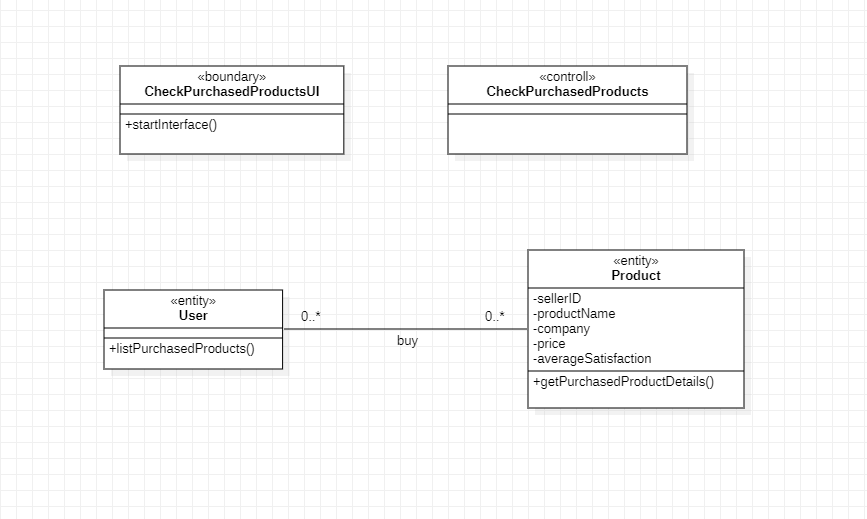 «boundary»
CheckPurchasedProductsUI
+startInterface()
«controll»
CheckPurchasedProducts
«entity»
User
+listPurchasedProducts()
0..*
0..*
buy
«entity»
Product
-sellerID
-productName
-company
-price
-averageSatisfaction
+getPurchasedProductDetails()